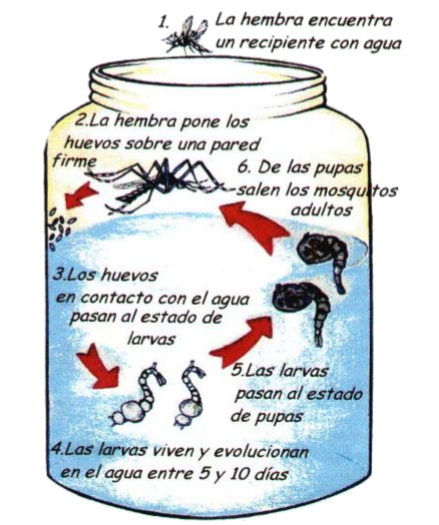 1. La hembra encuentra
un recipiente con agua
2.La hembra pone los
huevos sobre una pared
firme
6. De las pupas
salen los mosquitos
adultos
3.Los huevos
en contacto con el agua
pasan al estado de
larvas
5.Las larvas
pasan al estado
de pupas
4.Las larvas viven y evolucionan
en el agua entre 5 y 10 días